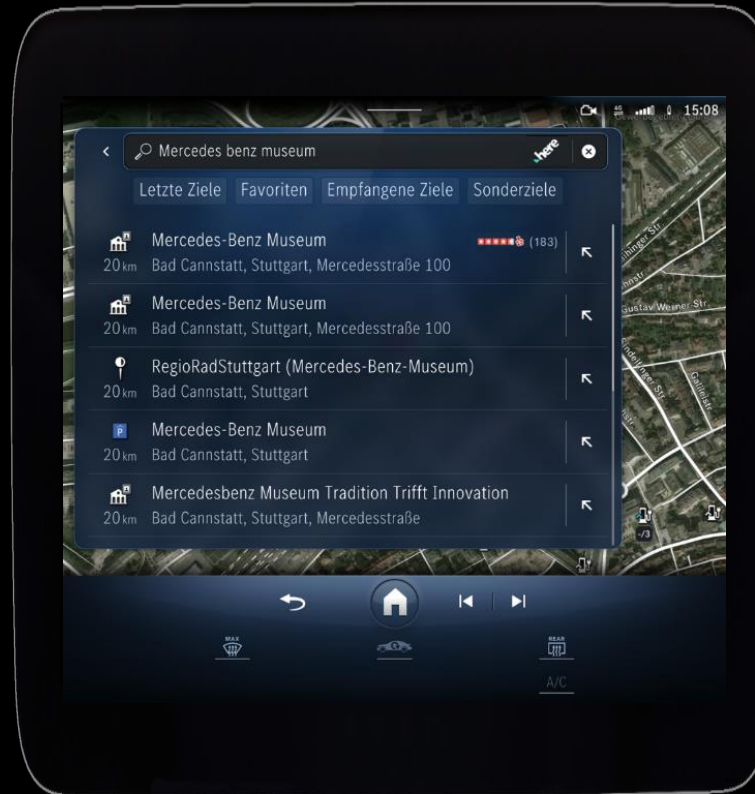 4G 15:08
Mercedes benz museum here
Letzte Ziele Favoriten Empfangene Ziele Sonderziele
Mercedes-Benz Museum (183)
20 km Bad Cannstatt, Stuttgart, Mercedesstraße 100
Mercedes-Benz Museum
20 km Bad Cannstatt, Stuttgart, Mercedesstraße 100
RegioRadStuttgart (Mercedes-Benz-Museum)
20 km Bad Cannstatt, Stuttgart
P Mercedes-Benz Museum
20 km Bad Cannstatt, Stuttgart
Mercedesbenz Museum Tradition Trifft Innovation
20 km Bad Cannstatt, Stuttgart, Mercedesstraße
Gustav Werner-Str.
Galileistr.
-/3
MAX
REAR
A/C